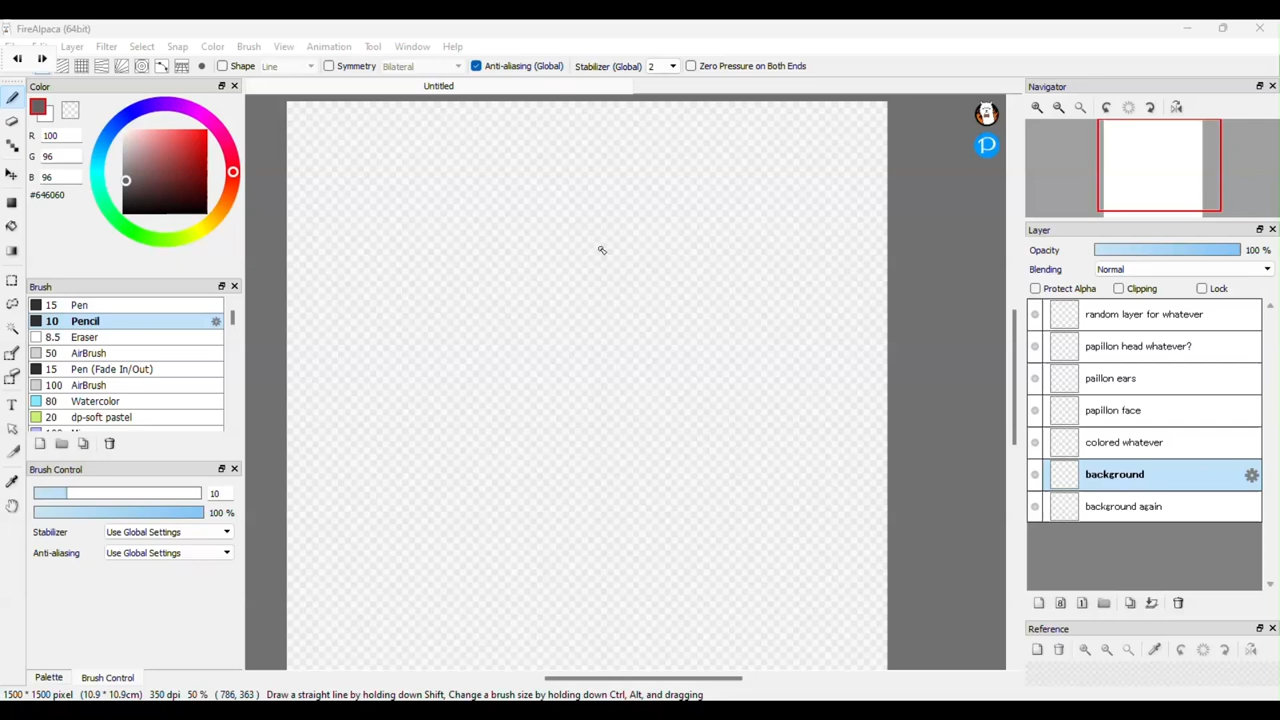 FireAlpaca (64bit)
Layer Filter Select Snap Color Brush View Animation Tool Window Help
Shape Line Symmetry Bilateral Anti-aliasing (Global) Stabilizer (Global) 2 Zero Pressure on Both Ends
Color
Untitled
Navigator
R 100
G 96
B 96
#646060
Layer
Opacity 100 %
Blending Normal
Protect Alpha Clipping Lock
random layer for whatever
papillon head whatever?
paillon ears
papillon face
colored whatever
background
background again
Brush
15 Pen
10 Pencil
8.5 Eraser
50 AirBrush
15 Pen (Fade In/Out)
100 AirBrush
80 Watercolor
20 dp-soft pastel
Brush Control
10
100 %
Stabilizer Use Global Settings
Anti-aliasing Use Global Settings
Reference
Palette Brush Control
1500 * 1500 pixel (10.9 * 10.9cm) 350 dpi 50 % ( 786, 363 ) Draw a straight line by holding down Shift, Change a brush size by holding down Ctrl, Alt, and dragging